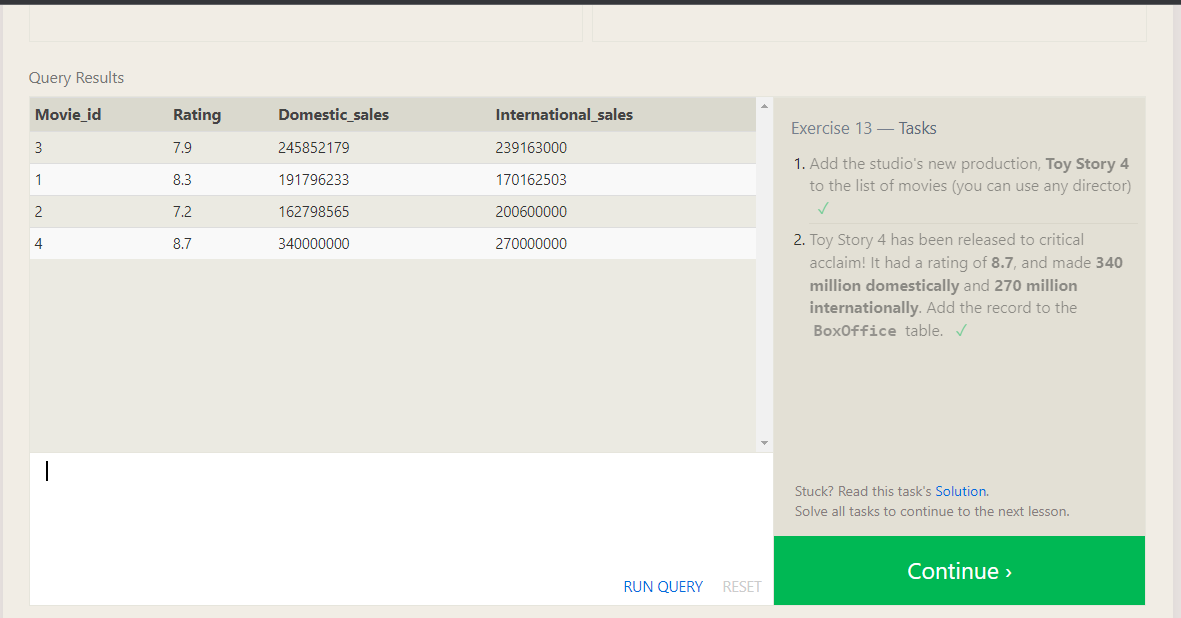 Query Results
Movie_id Rating Domestic_sales International_sales
3 7.9 245852179 239163000
1 8.3 191796233 170162503
2 7.2 162798565 200600000
4 8.7 340000000 270000000
Exercise 13 — Tasks
1. Add the studio's new production, Toy Story 4
to the list of movies (you can use any director)
✓
2. Toy Story 4 has been released to critical
acclaim! It had a rating of 8.7, and made 340
million domestically and 270 million
internationally. Add the record to the
BoxOffice table. ✓
Stuck? Read this task's Solution.
Solve all tasks to continue to the next lesson.
RUN QUERY RESET
Continue ›